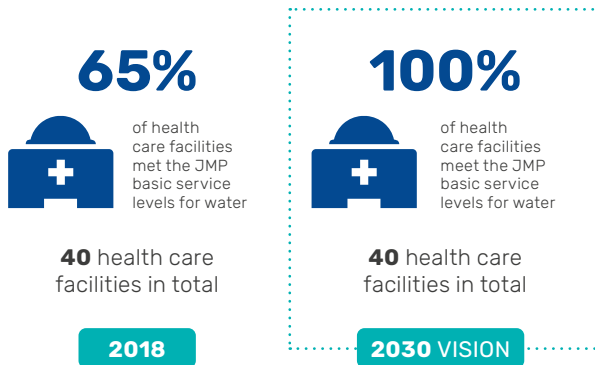 65%
of health
care facilities
met the JMP
basic service
levels for water
40 health care
facilities in total
2018
100%
of health
care facilities
meet the JMP
basic service
levels for water
40 health care
facilities in total
2030 VISION